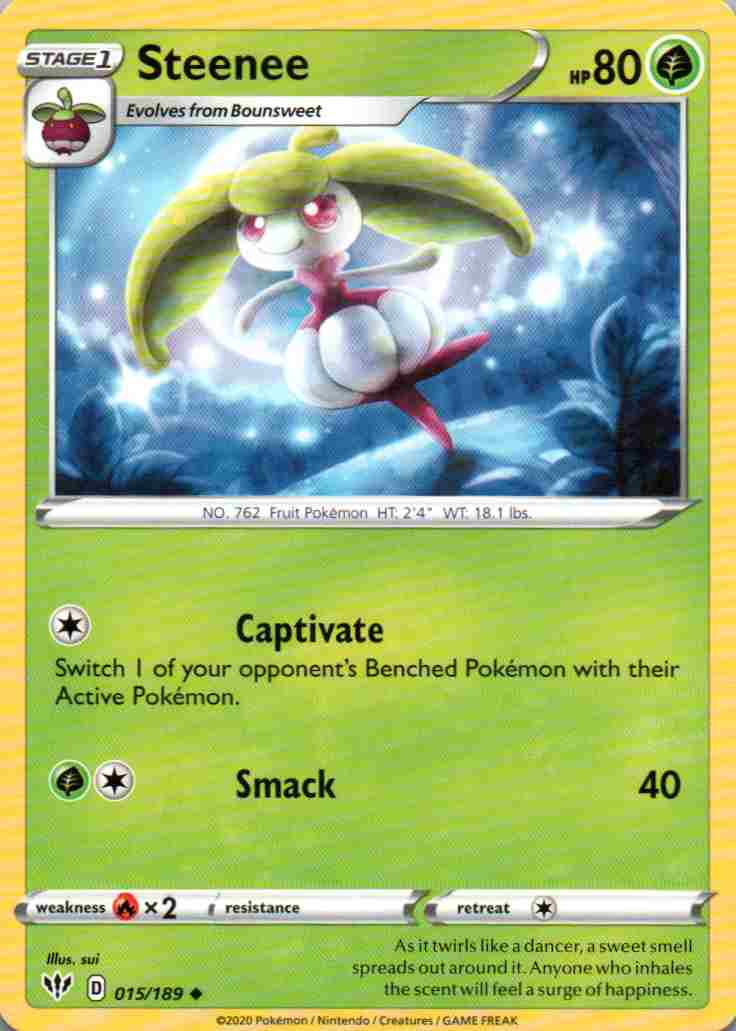 STAGE1 Steenee HP80
Evolves from Bounsweet
NO. 762 Fruit Pokémon HT: 2'4" WT: 18.1 lbs.
Captivate
Switch 1 of your opponent's Benched Pokémon with their
Active Pokémon.
Smack 40
weakness ×2 resistance retreat
Illus. sui
As it twirls like a dancer, a sweet smell
spreads out around it. Anyone who inhales
the scent will feel a surge of happiness.
D 015/189 ◆
©2020 Pokémon / Nintendo / Creatures / GAME FREAK